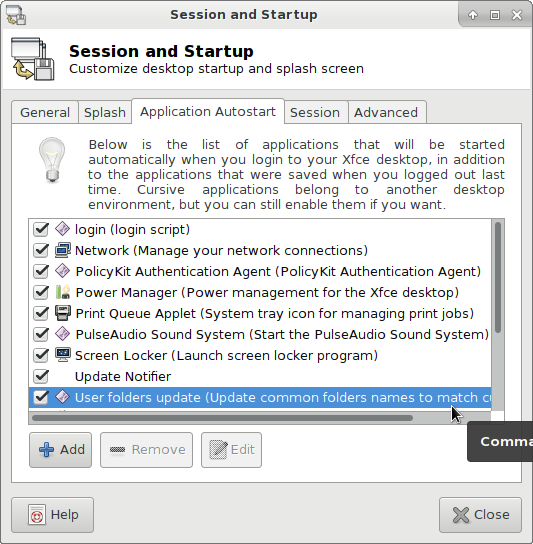 Session and Startup
Session and Startup
Customize desktop startup and splash screen
General Splash Application Autostart Session Advanced
Below is the list of applications that will be started
automatically when you login to your Xfce desktop, in addition
to the applications that were saved when you logged out last
time. Cursive applications belong to another desktop
environment, but you can still enable them if you want.
login (login script)
Network (Manage your network connections)
PolicyKit Authentication Agent (PolicyKit Authentication Agent)
Power Manager (Power management for the Xfce desktop)
Print Queue Applet (System tray icon for managing print jobs)
PulseAudio Sound System (Start the PulseAudio Sound System)
Screen Locker (Launch screen locker program)
Update Notifier
User folders update (Update common folders names to match
Add Remove Edit
Help Close